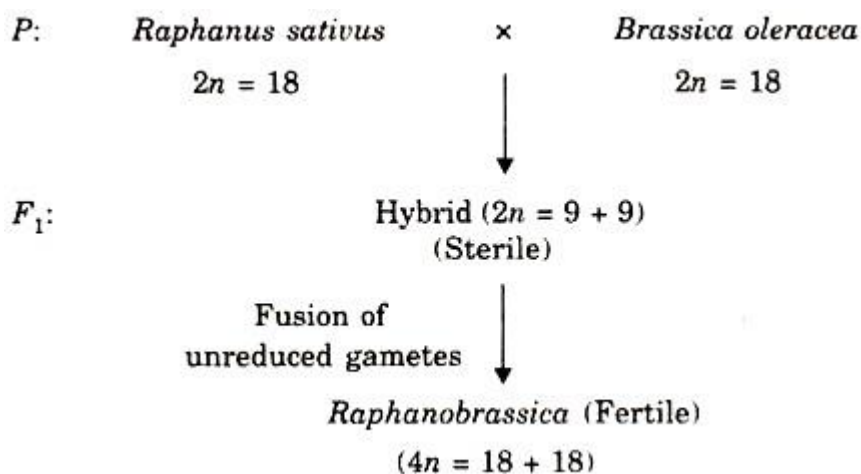 P: Raphanus sativus × Brassica oleracea
2n = 18 2n = 18
F₁: Hybrid (2n = 9 + 9)
(Sterile)
Fusion of
unreduced gametes
Raphanobrassica (Fertile)
(4n = 18 + 18)